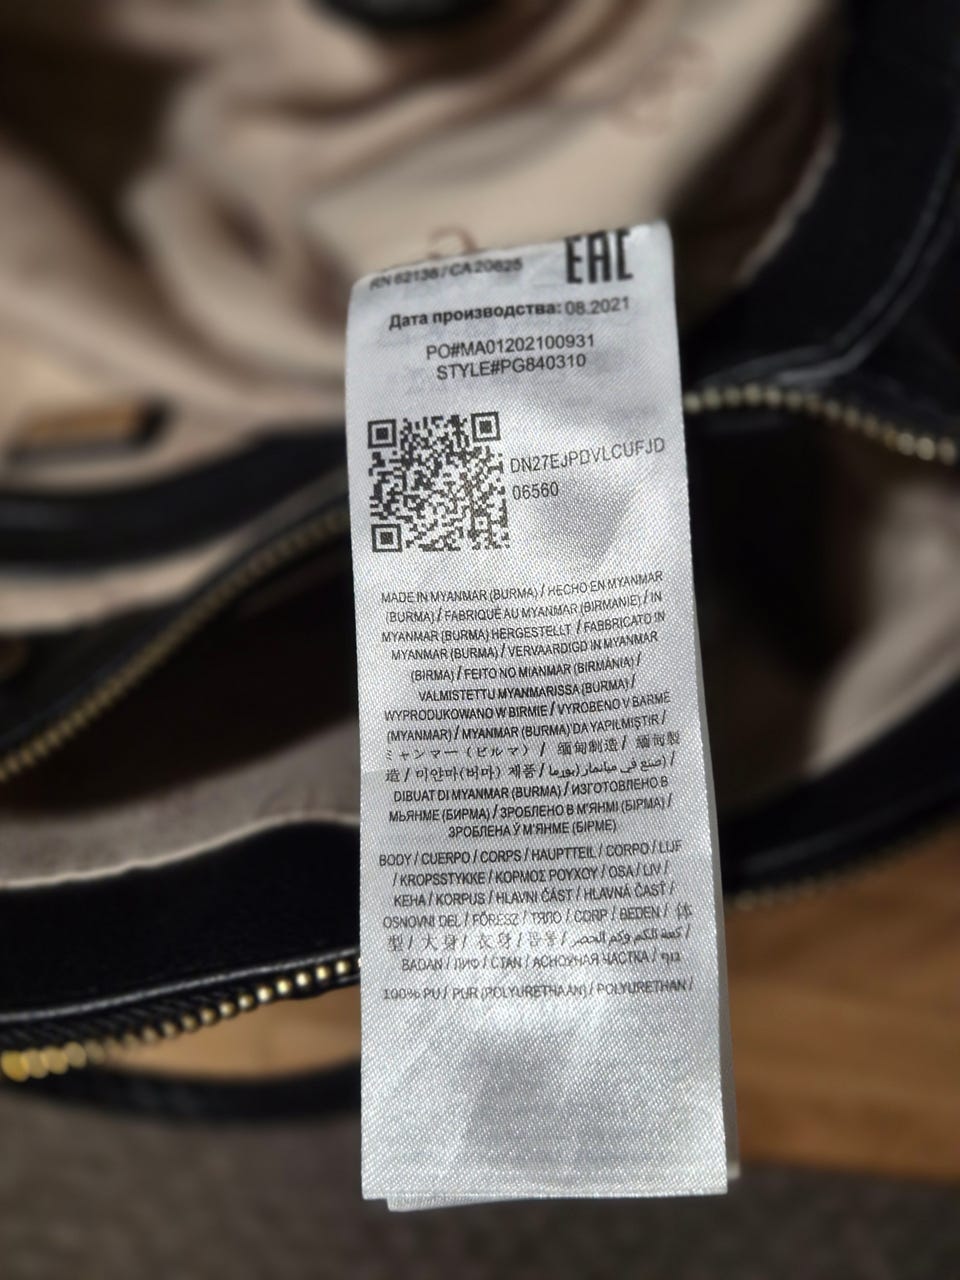 RN 62136 / CA 20625
EAC
Дата производства: 08.2021
PO#MA01202100931
STYLE#PG840310
DN27EJPDVLCUFJD
06560
MADE IN MYANMAR (BURMA) / HECHO EN MYANMAR
(BURMA) / FABRIQUÉ AU MYANMAR (BIRMANIE) / IN
MYANMAR (BURMA) HERGESTELLT / FABBRICATO IN
MYANMAR (BURMA) / VERVAARDIGD IN MYANMAR
(BIRMA) / FEITO NO MIANMAR (BIRMÂNIA) /
VALMISTETTU MYANMARISSA (BURMA) /
WYPRODUKOWANO W BIRMIE / VYROBENO V BARMĚ
(MYANMAR) / MYANMAR (BURMA) DA YAPILMIŞTIR /
ミャンマー (ビルマ) / 缅甸制造 / 緬甸製
造 / 미얀마(버마) 제품 / صنع في ميانمار (بورما) /
DIBUAT DI MYANMAR (BURMA) / ИЗГОТОВЛЕНО В
МЬЯНМЕ (БИРМА) / ЗРОБЛЕНО В М'ЯНМІ (БІРМА) /
ЗРОБЛЕНА Ў М'ЯНМЕ (БІРМЕ)
BODY / CUERPO / CORPS / HAUPTTEIL / CORPO / LIJF
/ KROPSSTYKKE / ΚΟΡΜΟΣ ΡΟΥΧΟΥ / OSA / LIV /
KEHA / KORPUS / HLAVNÍ ČÁST / HLAVNÁ ČASŤ /
OSNOVNI DEL / FŐRÉSZ / ТЯЛО / CORP / BEDEN / 体
型 / 大身 / 衣身 / 몸통 /
BADAN / ЛИФ / СТАН / АСНОЎНАЯ ЧАСТКА / גוף
100% PU / PUR (POLYURETHAAN) / POLYURETHAN /